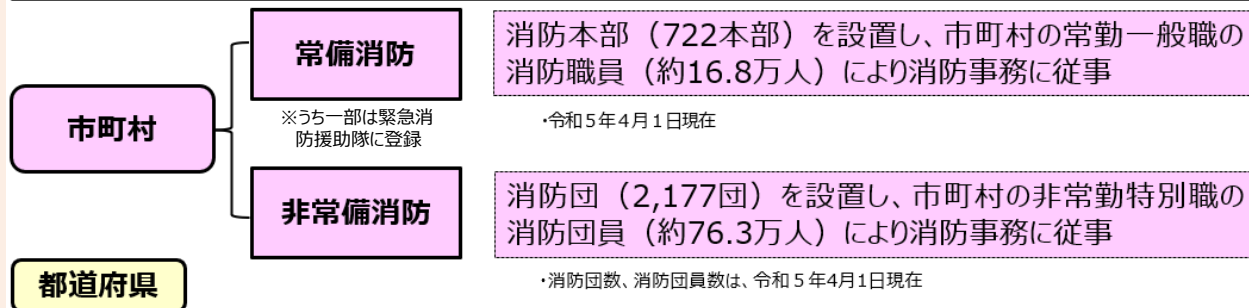 常備消防
消防本部（722本部）を設置し、市町村の常勤一般職の
消防職員（約16.8万人）により消防事務に従事
※うち一部は緊急消
防援助隊に登録
・令和５年４月１日現在
市町村
非常備消防
消防団（2,177団）を設置し、市町村の非常勤特別職の
消防団員（約76.3万人）により消防事務に従事
・消防団数、消防団員数は、令和５年4月1日現在
都道府県